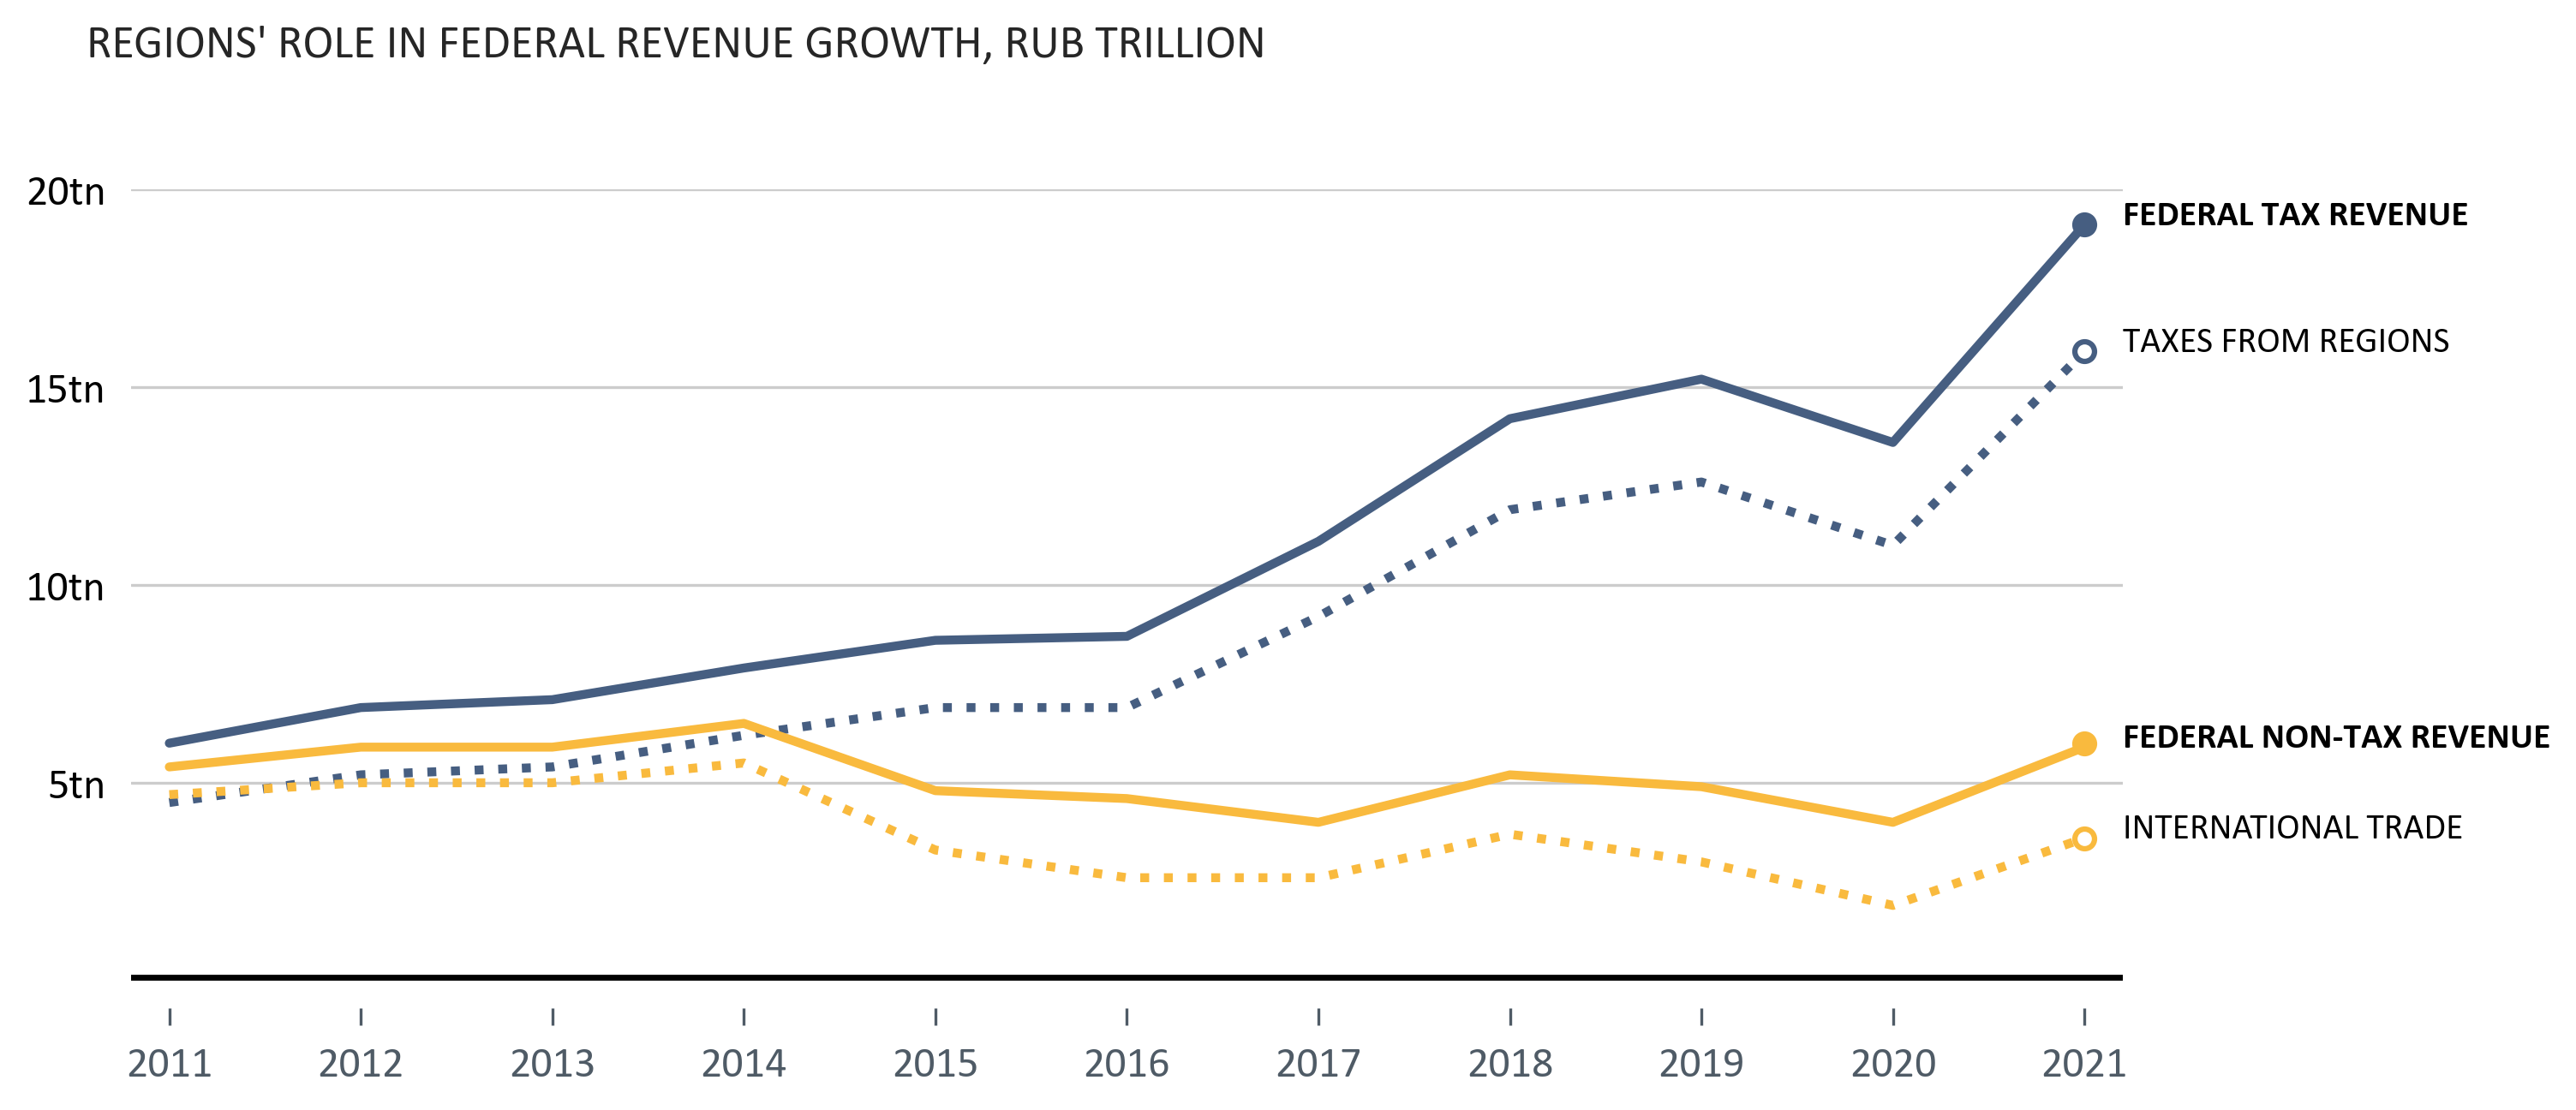 REGIONS' ROLE IN FEDERAL REVENUE GROWTH, RUB TRILLION
20tn
FEDERAL TAX REVENUE
TAXES FROM REGIONS
15tn
10tn
FEDERAL NON-TAX REVENUE
5tn
INTERNATIONAL TRADE
2011 2012 2013 2014 2015 2016 2017 2018 2019 2020 2021